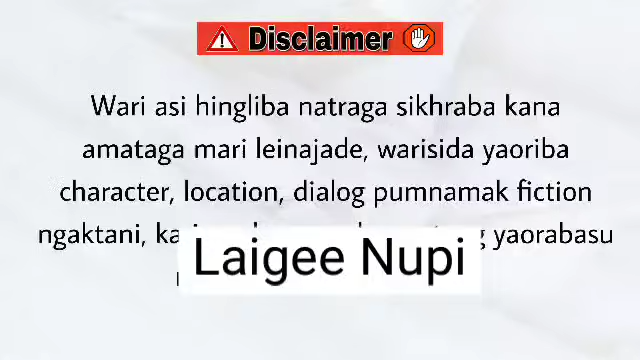 Disclaimer
Wari asi hingliba natraga sikhraba kana
amataga mari leinajade, warisida yaoriba
character, location, dialog pumnamak fiction
ngaktani, yaorabasu
Laigee Nupi